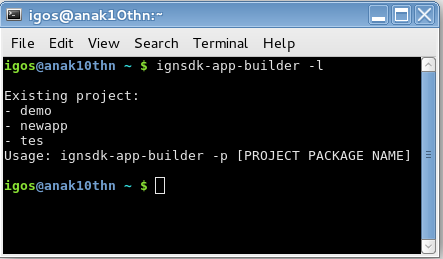 igos@anak10thn:~
File Edit View Search Terminal Help
igos@anak10thn ~ $ ignsdk-app-builder -l
Existing project:
- demo
- newapp
- tes
Usage: ignsdk-app-builder -p [PROJECT PACKAGE NAME]
igos@anak10thn ~ $